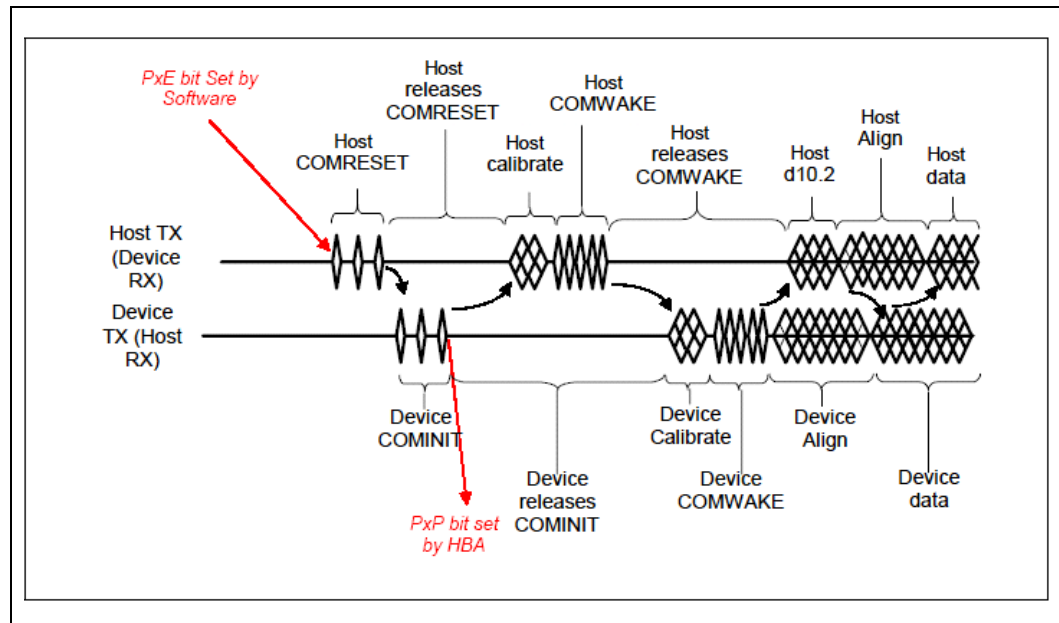 PxE bit Set by
Software
Host
COMRESET
Host
releases
COMRESET
Host
calibrate
Host
COMWAKE
Host
releases
COMWAKE
Host
d10.2
Host
Align
Host
data
Host TX
(Device
RX)
Device
TX (Host
RX)
Device
COMINIT
PxP bit set
by HBA
Device
releases
COMINIT
Device
Calibrate
Device
COMWAKE
Device
Align
Device
data